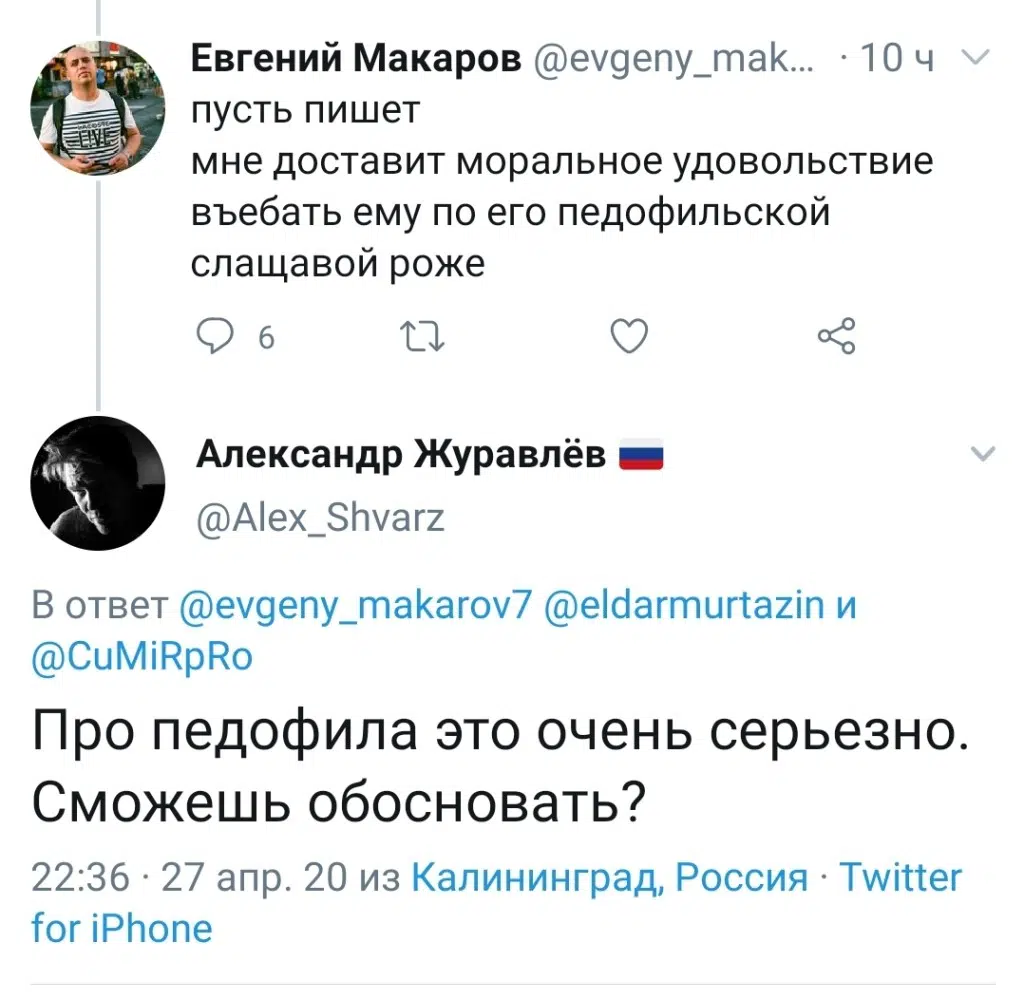 Евгений Макаров @evgeny_mak... · 10 ч
пусть пишет
мне доставит моральное удовольствие
въебать ему по его педофильской
слащавой роже
6
Александр Журавлёв
@Alex_Shvarz
В ответ @evgeny_makarov7 @eldarmurtazin и
@CuMiRpRo
Про педофила это очень серьезно.
Сможешь обосновать?
22:36 · 27 апр. 20 из Калининград, Россия · Twitter
for iPhone